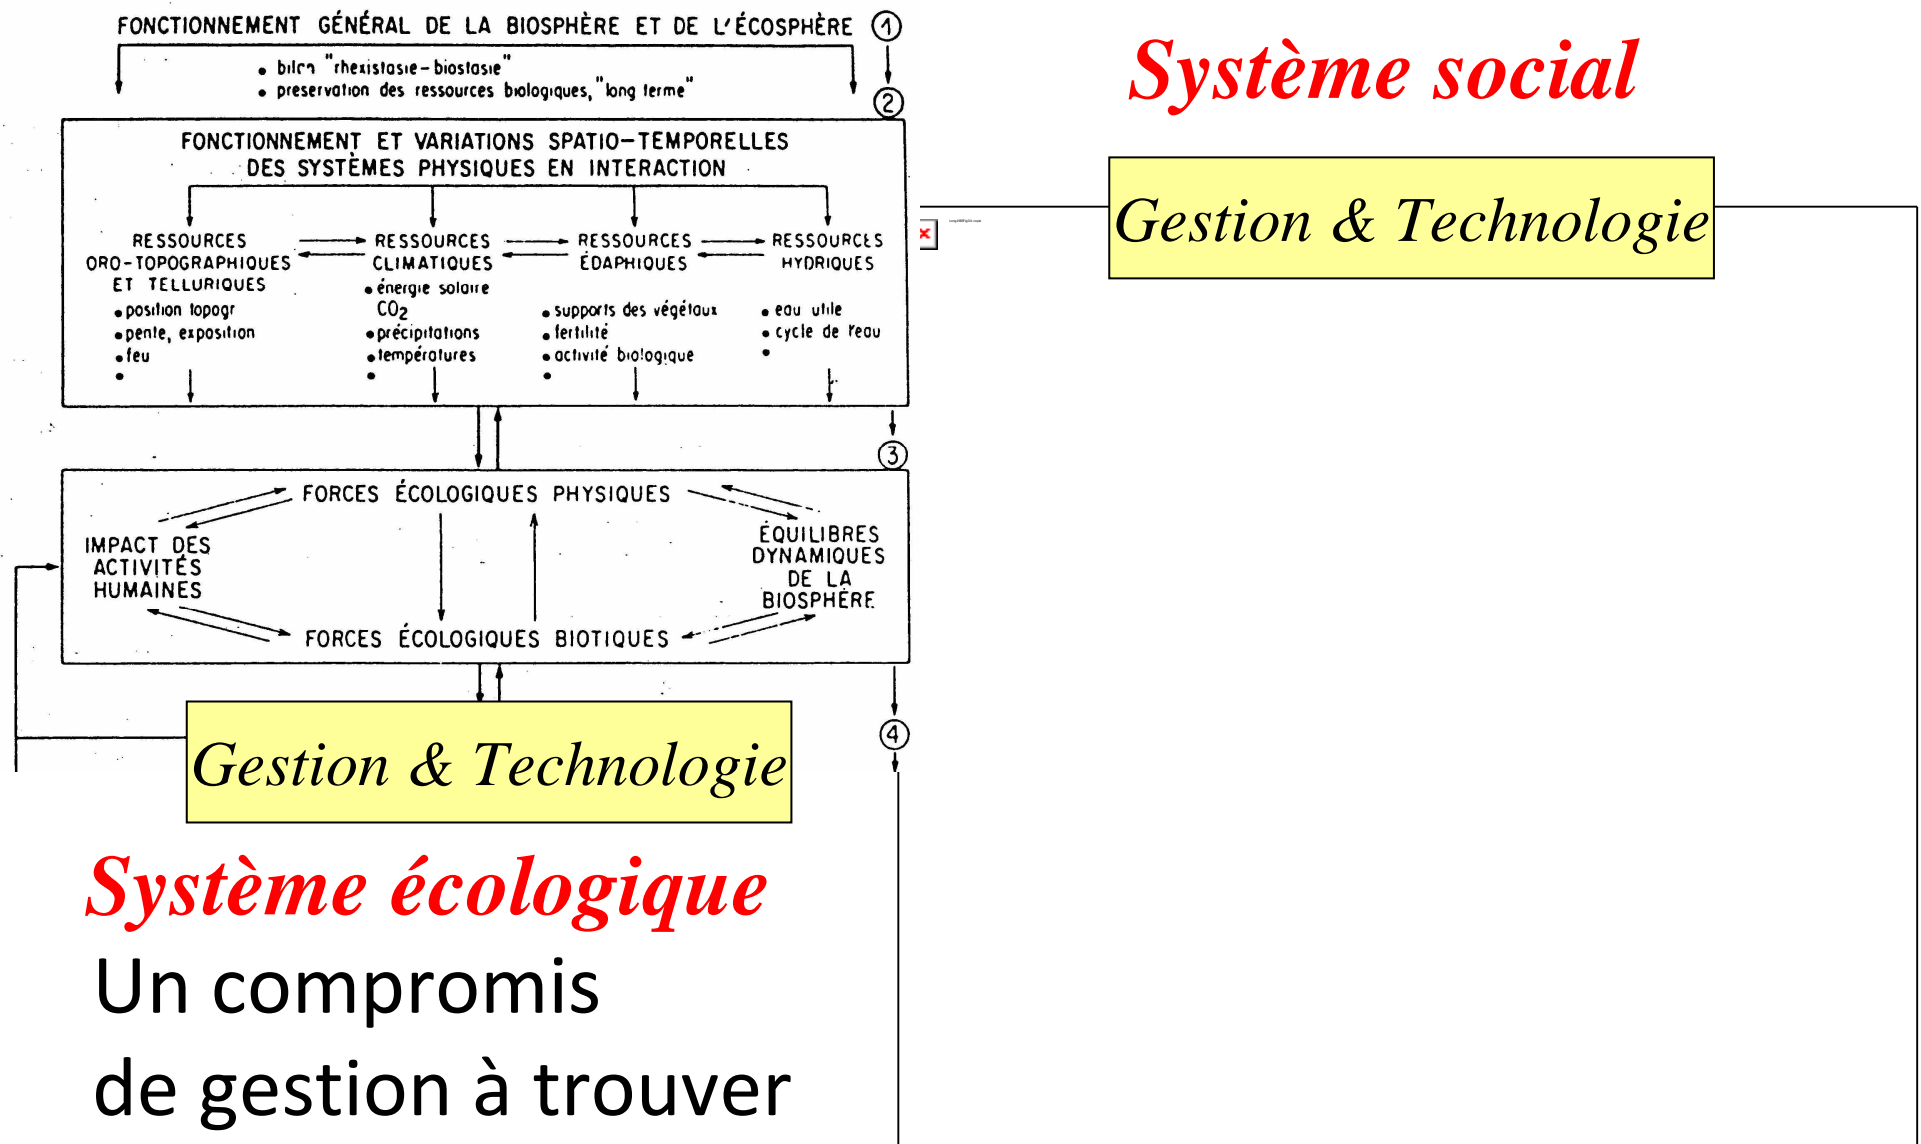 FONCTIONNEMENT GÉNÉRAL DE LA BIOSPHÈRE ET DE L'ÉCOSPHÈRE 1
• "rhexistasie-biostasie"
• preservation des ressources biologiques, "long terme"
2
FONCTIONNEMENT ET VARIATIONS SPATIO-TEMPORELLES
DES SYSTÈMES PHYSIQUES EN INTERACTION
RESSOURCES
ORO-TOPOGRAPHIQUES
ET TELLURIQUES
• position topogr
• pente, exposition
• feu
•
RESSOURCES
CLIMATIQUES
• énergie solaire
CO2
• précipitations
• températures
•
RESSOURCES
ÉDAPHIQUES
• supports des végétaux
• fertilité
• activité biologique
•
RESSOURCES
HYDRIQUES
• eau utile
• cycle de l'eau
•
3
FORCES ÉCOLOGIQUES PHYSIQUES
IMPACT DES
ACTIVITÉS
HUMAINES
ÉQUILIBRES
DYNAMIQUES
DE LA
BIOSPHÈRE
FORCES ÉCOLOGIQUES BIOTIQUES
4
Gestion & Technologie
Système écologique
Un compromis
de gestion à trouver
Système social
Gestion & Technologie